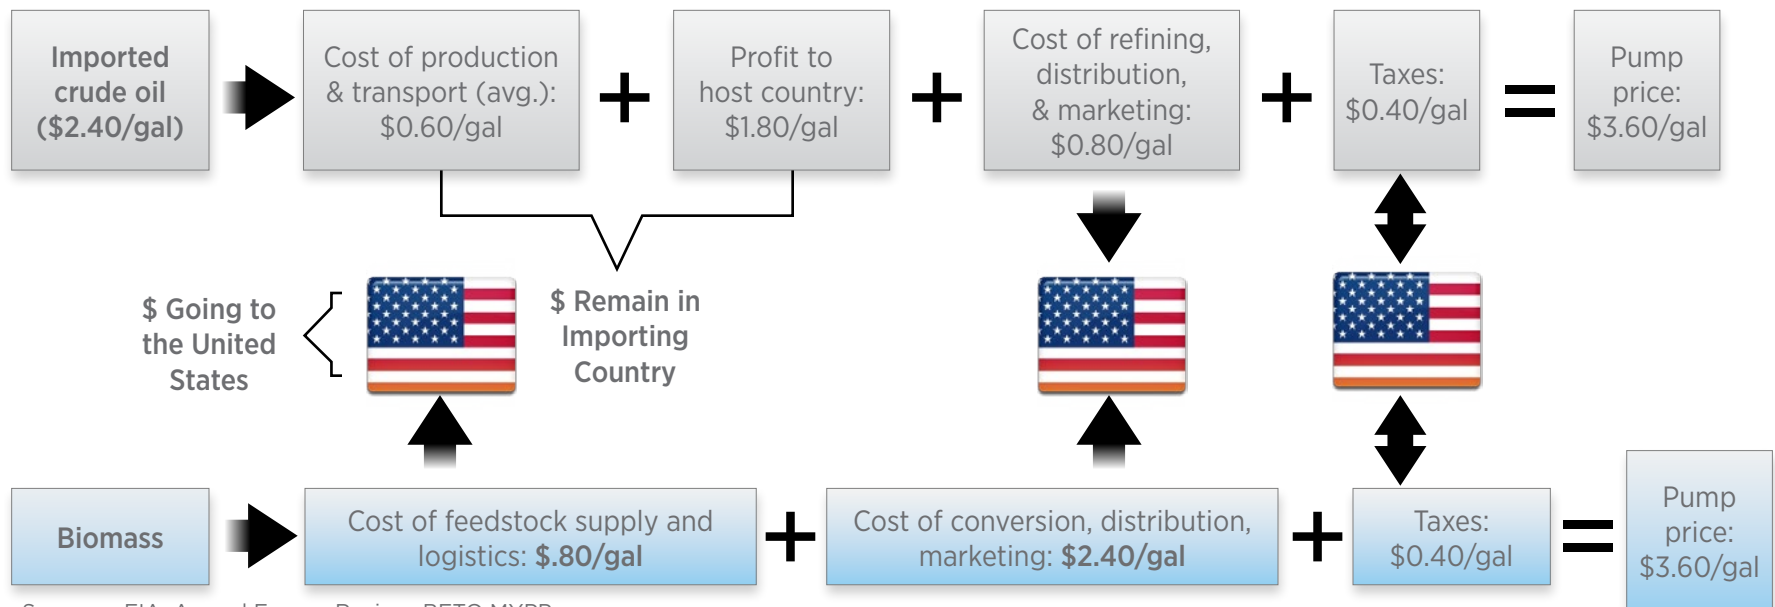 Imported
crude oil
($2.40/gal)
Cost of production
& transport (avg.):
$0.60/gal
+
Profit to
host country:
$1.80/gal
+
Cost of refining,
distribution,
& marketing:
$0.80/gal
+
Taxes:
$0.40/gal
=
Pump
price:
$3.60/gal
$ Going to
the United
States
$ Remain in
Importing
Country
Biomass
Cost of feedstock supply and
logistics: $.80/gal
+
Cost of conversion, distribution,
marketing: $2.40/gal
+
Taxes:
$0.40/gal
=
Pump
price:
$3.60/gal